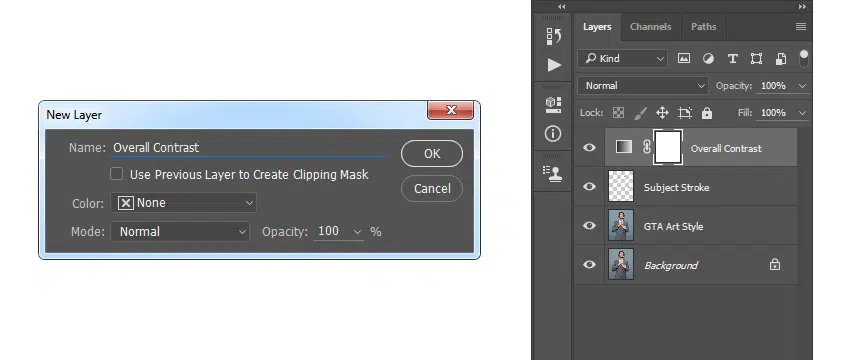 New Layer
Name: Overall Contrast
OK
Use Previous Layer to Create Clipping Mask
Cancel
Color: None
Mode: Normal Opacity: 100 %
Layers Channels Paths
Kind
Normal Opacity: 100%
Lock: Fill: 100%
Overall Contrast
Subject Stroke
GTA Art Style
Background